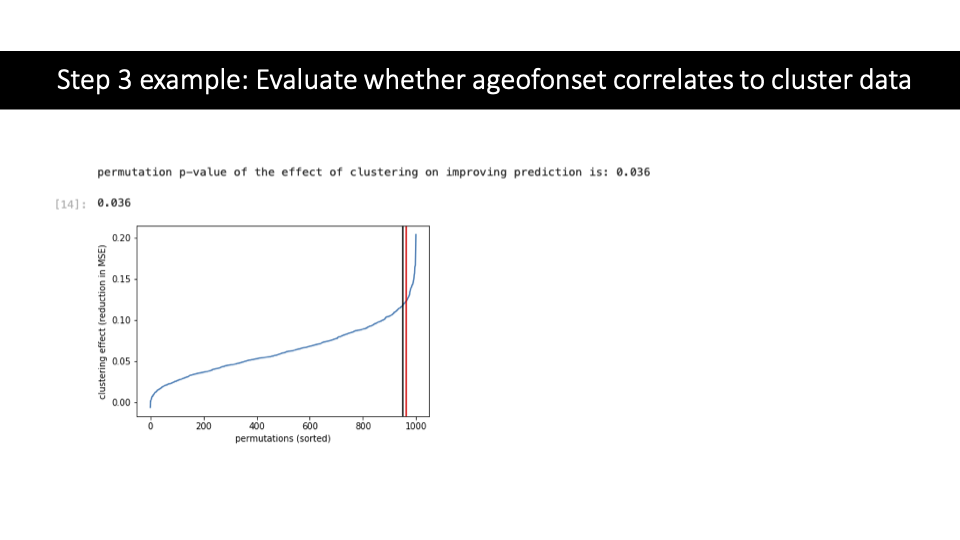 Step 3 example: Evaluate whether ageofonset correlates to cluster data
permutation p-value of the effect of clustering on improving prediction is: 0.036
[14]: 0.036
clustering effect (reduction in MSE)
0.20
0.15
0.10
0.05
0.00
0 200 400 600 800 1000
permutations (sorted)